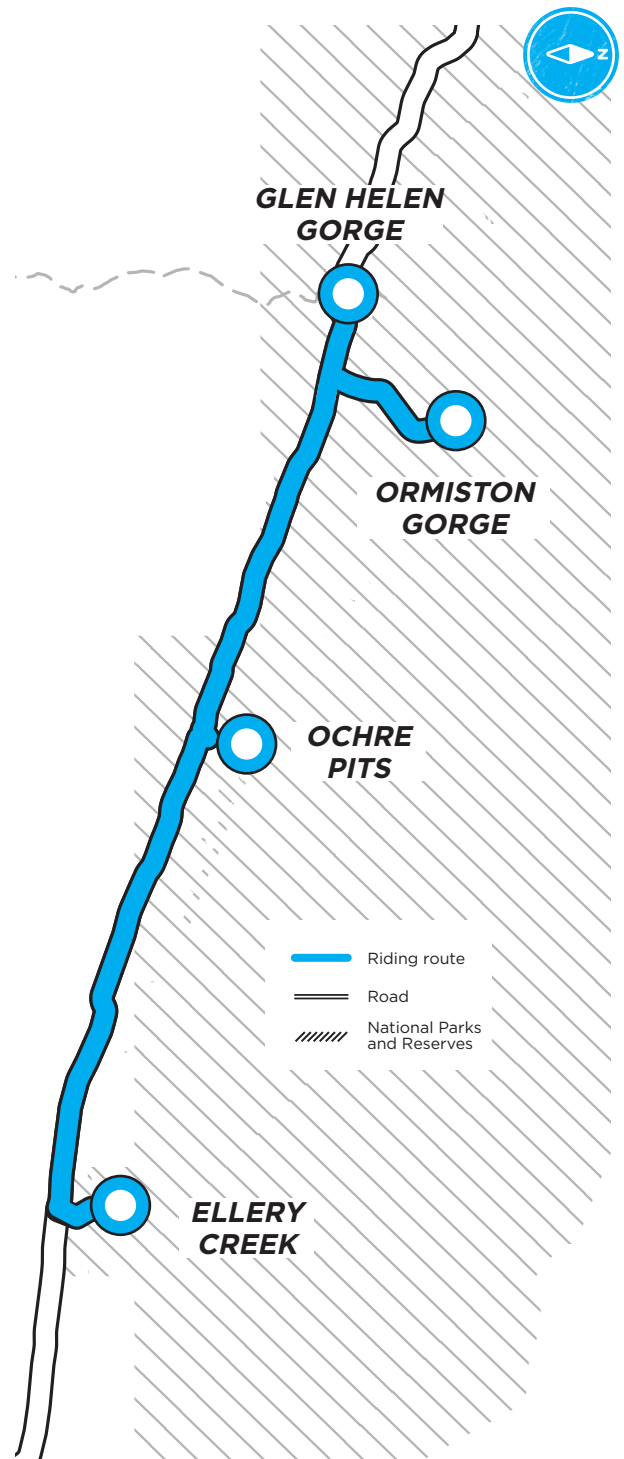 N
GLEN HELEN
GORGE
ORMISTON
GORGE
OCHRE
PITS
Riding route
Road
National Parks
and Reserves
ELLERY
CREEK